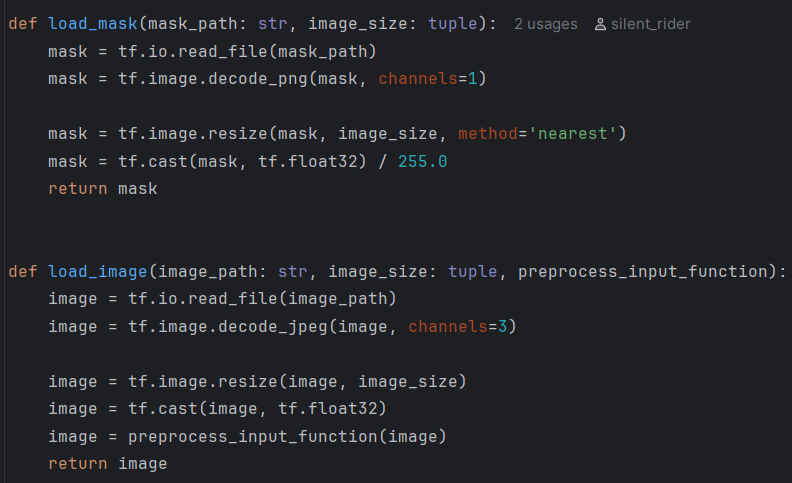 def load_mask(mask_path: str, image_size: tuple): 2 usages silent_rider
    mask = tf.io.read_file(mask_path)
    mask = tf.image.decode_png(mask, channels=1)

    mask = tf.image.resize(mask, image_size, method='nearest')
    mask = tf.cast(mask, tf.float32) / 255.0
    return mask


def load_image(image_path: str, image_size: tuple, preprocess_input_function):
    image = tf.io.read_file(image_path)
    image = tf.image.decode_jpeg(image, channels=3)

    image = tf.image.resize(image, image_size)
    image = tf.cast(image, tf.float32)
    image = preprocess_input_function(image)
    return image